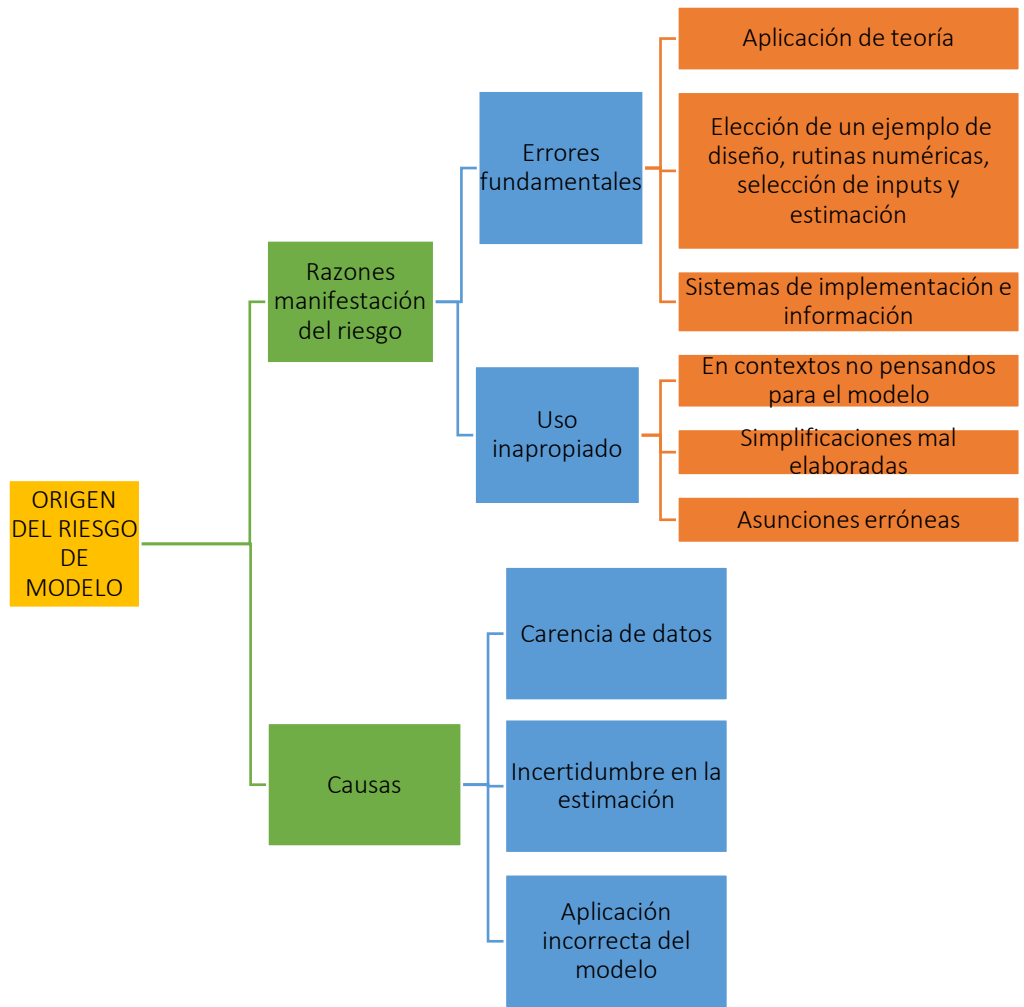 ORIGEN
DEL RIESGO
DE
MODELO
Razones
manifestación
del riesgo
Errores
fundamentales
Aplicación de teoría
Elección de un ejemplo de
diseño, rutinas numéricas,
selección de inputs y
estimación
Sistemas de implementación e
información
Uso
inapropiado
En contextos no pensandos
para el modelo
Simplificaciones mal
elaboradas
Asunciones erróneas
Causas
Carencia de datos
Incertidumbre en la
estimación
Aplicación
incorrecta del
modelo